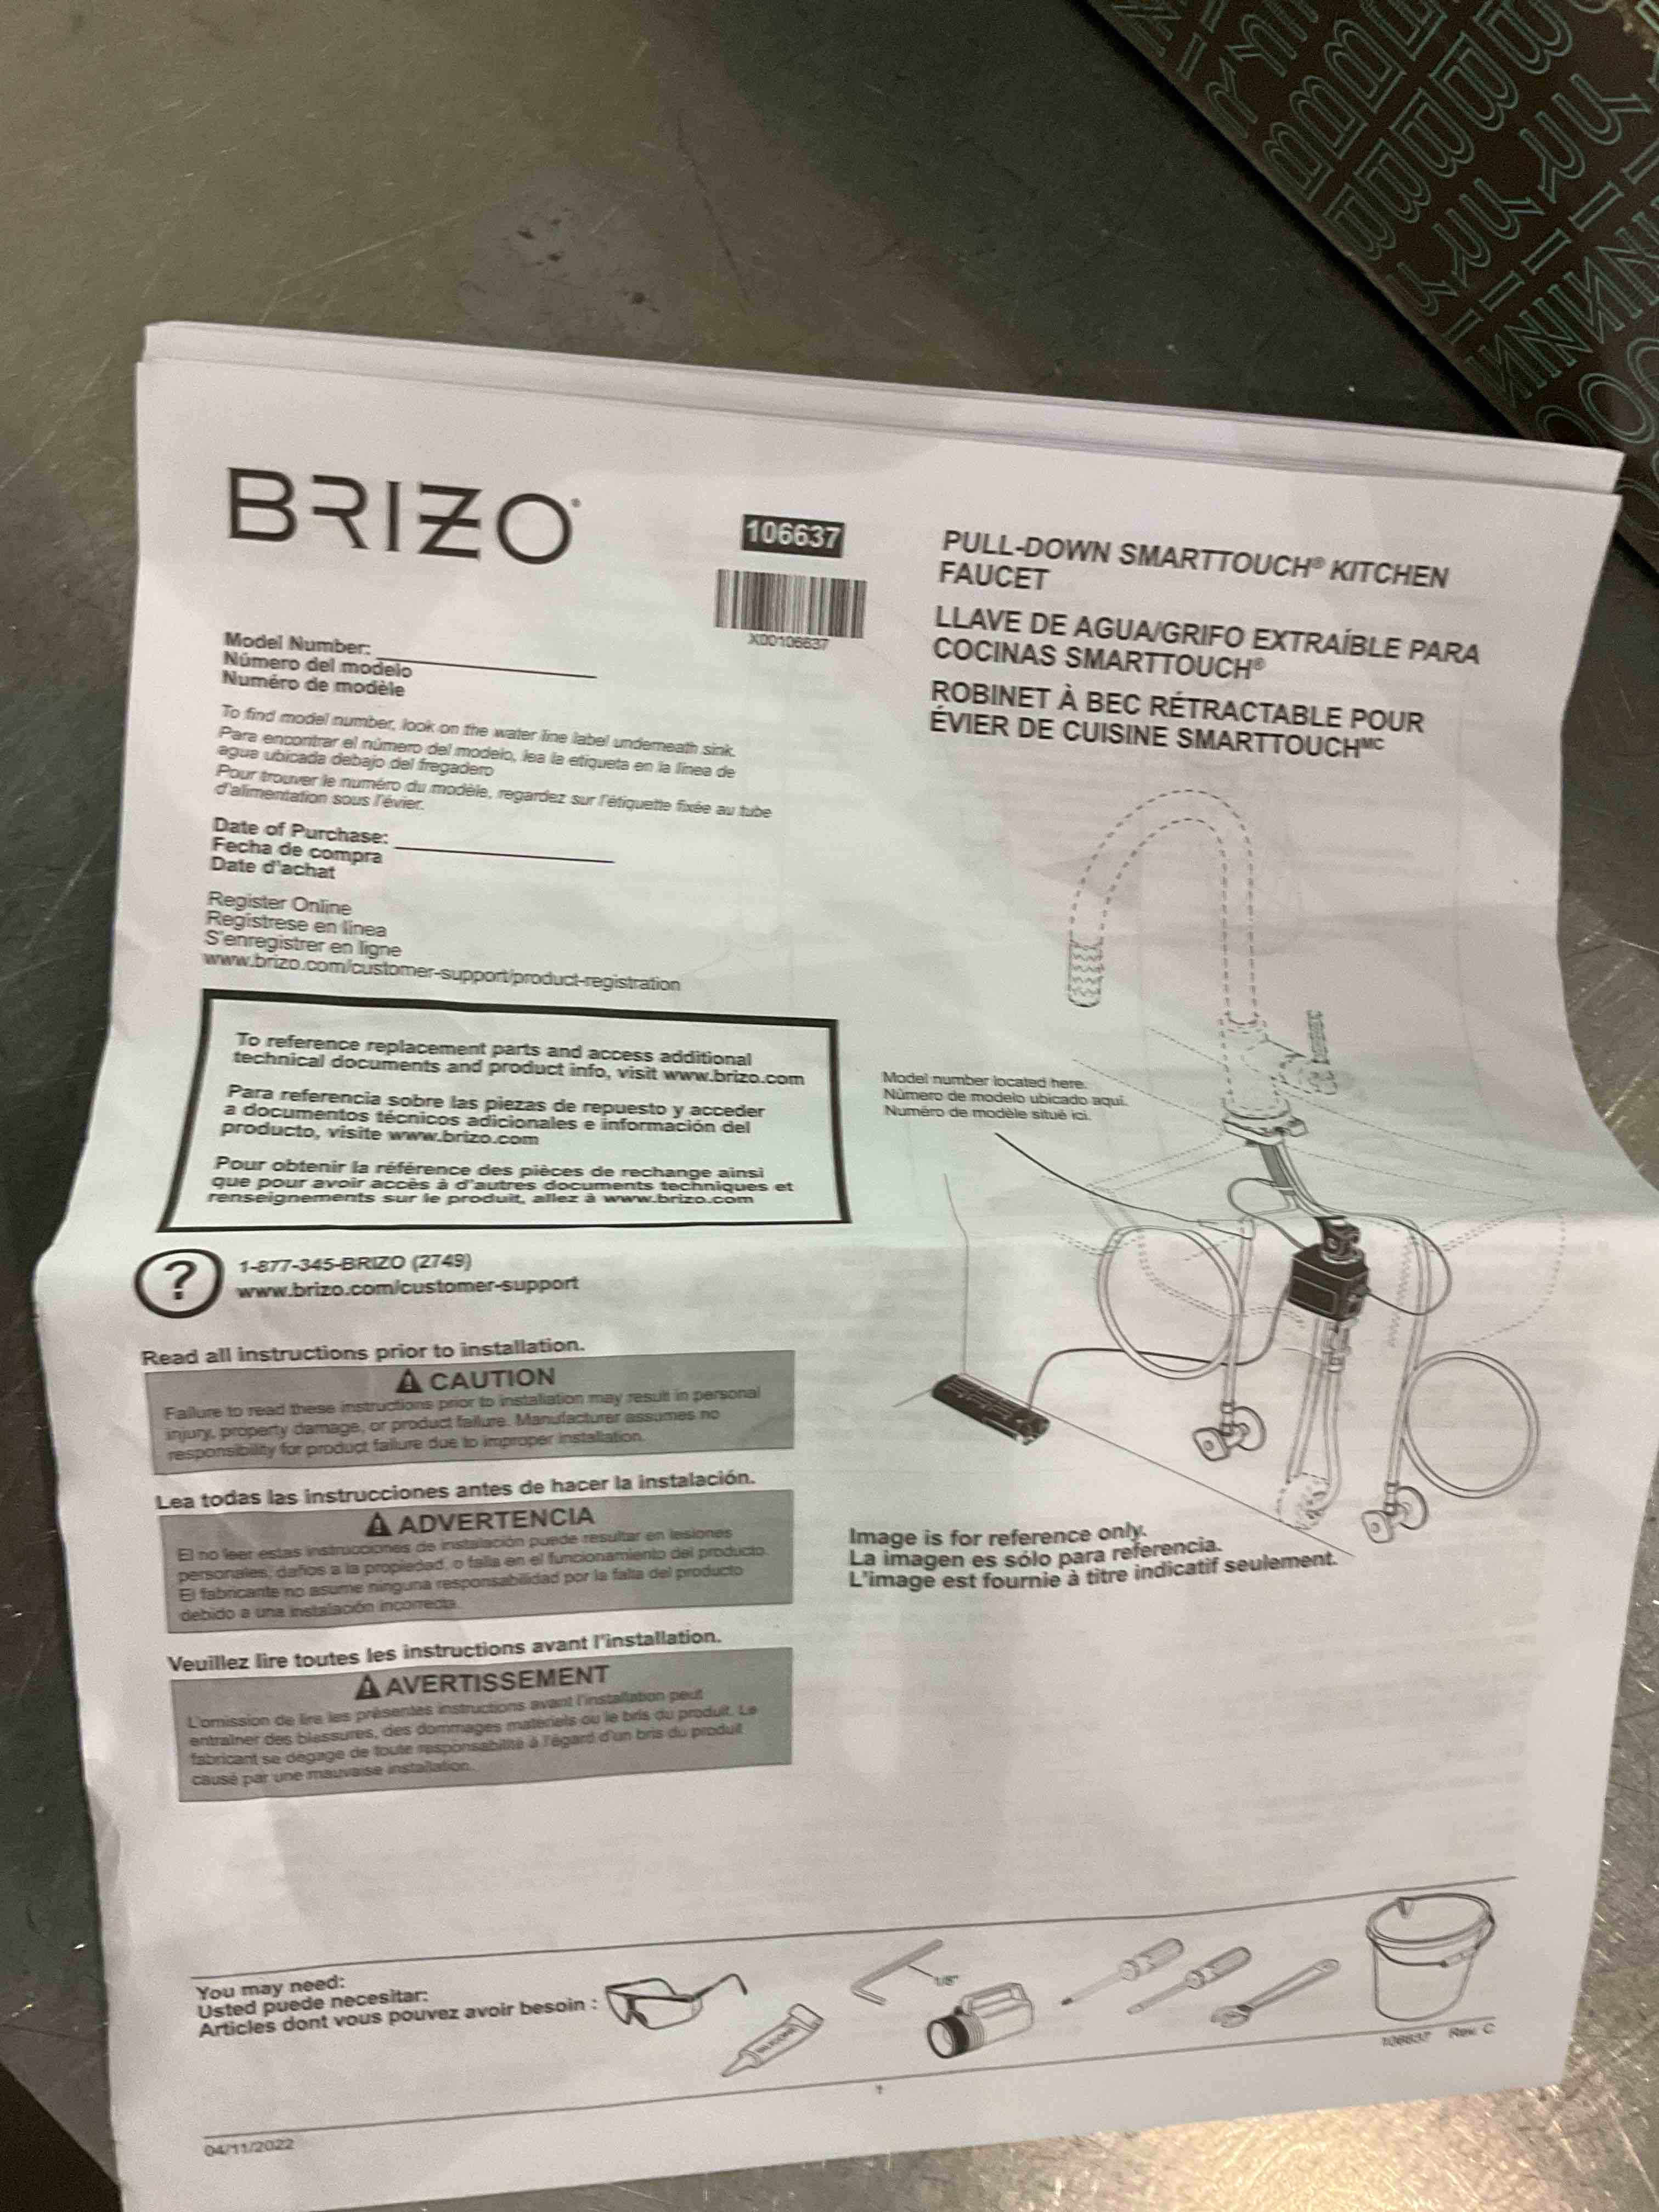 BRIZO®
106637
X00106637
Model Number:
Número del modelo
Numéro de modèle
To find model number, look on the water line label underneath sink.
Para encontrar el número del modelo, lea la etiqueta en la línea de
agua ubicada debajo del fregadero
Pour trouver le numéro du modèle, regardez sur l'étiquette fixée au tube
d'alimentation sous l'évier.
Date of Purchase:
Fecha de compra
Date d'achat
Register Online
Regístrese en línea
S'enregistrer en ligne
www.brizo.com/customer-support/product-registration
To reference replacement parts and access additional
technical documents and product info, visit www.brizo.com
Para referencia sobre las piezas de repuesto y acceder
a documentos técnicos adicionales e información del
producto, visite www.brizo.com
Pour obtenir la référence des pièces de rechange ainsi
que pour avoir accès à d'autres documents techniques et
renseignements sur le produit, allez à www.brizo.com
?
1-877-345-BRIZO (2749)
www.brizo.com/customer-support
Read all instructions prior to installation.
CAUTION
Failure to read these instructions prior to installation may result in personal
injury, property damage, or product failure. Manufacturer assumes no
responsibility for product failure due to improper installation.
Lea todas las instrucciones antes de hacer la instalación.
ADVERTENCIA
El no leer estas instrucciones de instalación puede resultar en lesiones
personales, daños a la propiedad, o falla en el funcionamiento del producto.
El fabricante no asume ninguna responsabilidad por la falla del producto
debido a una instalación incorrecta.
Veuillez lire toutes les instructions avant l'installation.
AVERTISSEMENT
L'omission de lire les présentes instructions avant l'installation peut
entraîner des blessures, des dommages matériels ou le bris du produit. Le
fabricant se dégage de toute responsabilité à l'égard d'un bris du produit
causé par une mauvaise installation.
PULL-DOWN SMARTTOUCH® KITCHEN
FAUCET
LLAVE DE AGUA/GRIFO EXTRAÍBLE PARA
COCINAS SMARTTOUCH®
ROBINET À BEC RÉTRACTABLE POUR
ÉVIER DE CUISINE SMARTTOUCHᴹᶜ
Model number located here.
Número de modelo ubicado aquí.
Numéro de modèle situé ici.
Image is for reference only.
La imagen es sólo para referencia.
L'image est fournie à titre indicatif seulement.
You may need:
Usted puede necesitar:
Articles dont vous pouvez avoir besoin :
SILICONE
1/8"
106637 Rev. C
1
04/11/2022